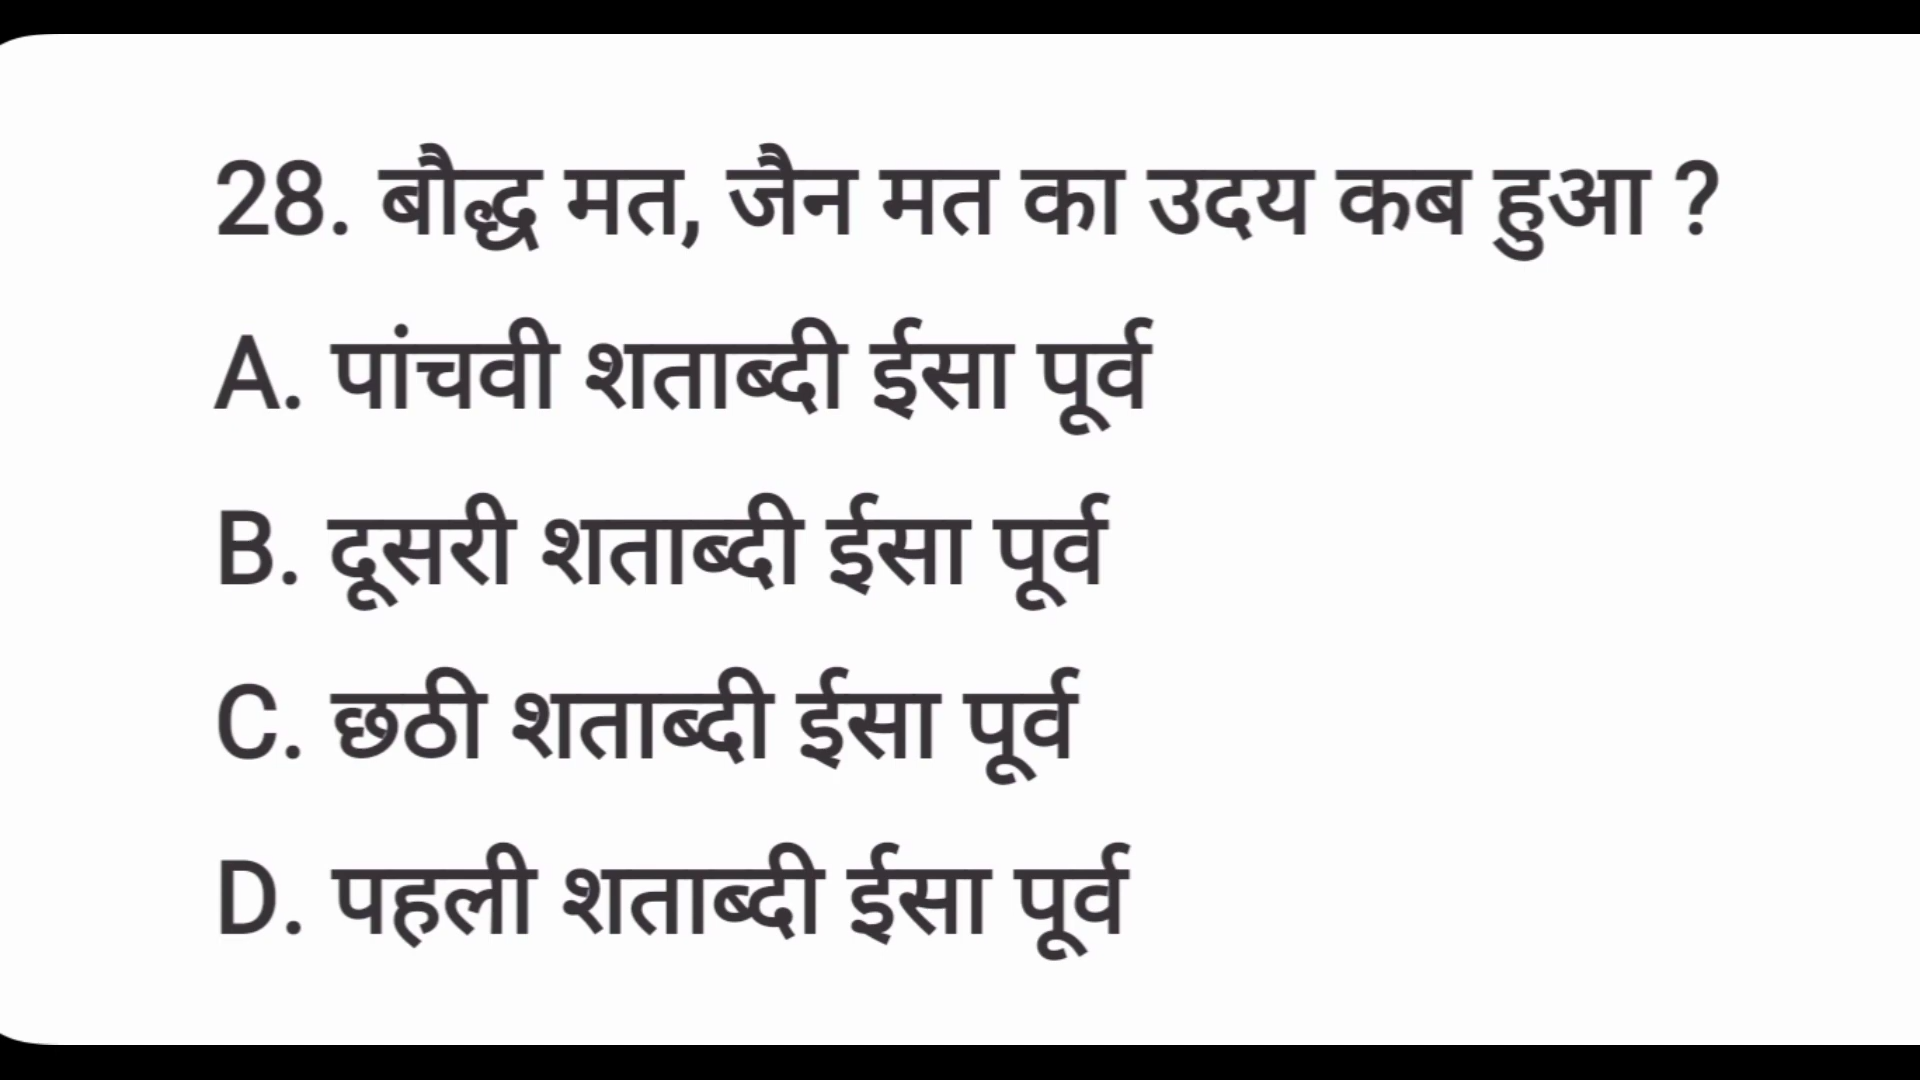 28. बौद्ध मत, जैन मत का उदय कब हुआ ?
A. पांचवी शताब्दी ईसा पूर्व
B. दूसरी शताब्दी ईसा पूर्व
C. छठी शताब्दी ईसा पूर्व
D. पहली शताब्दी ईसा पूर्व